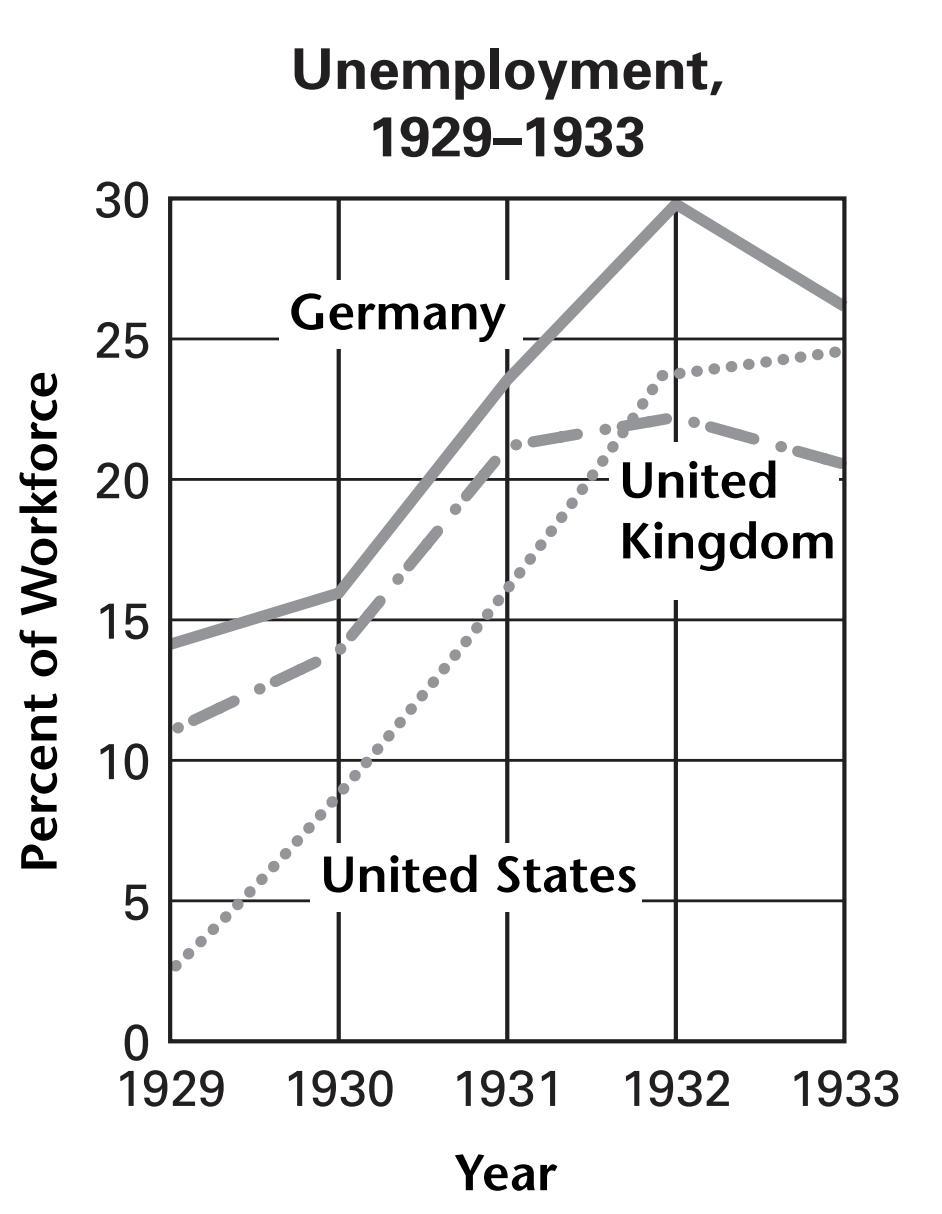 Unemployment,
1929–1933
Percent of Workforce
30
25
20
15
10
5
0
Germany
United
Kingdom
United States
1929 1930 1931 1932 1933
Year